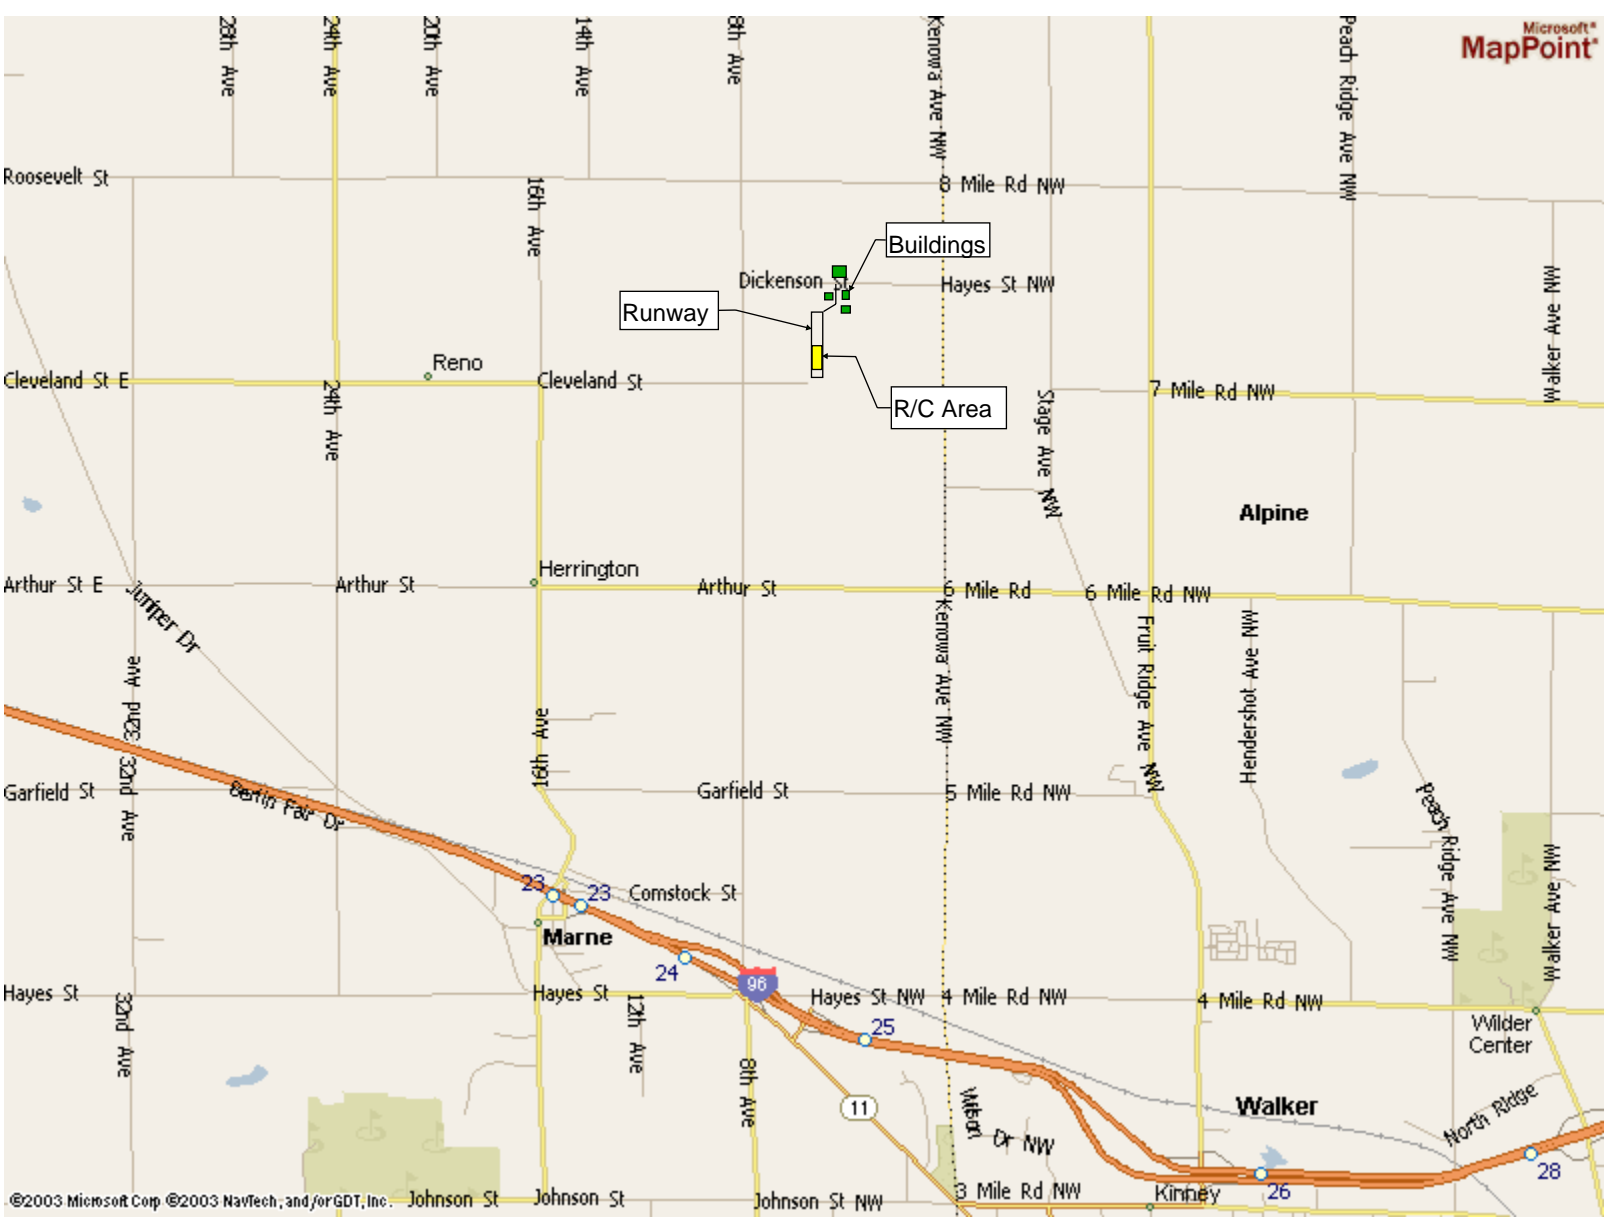 28th Ave
24th Ave
20th Ave
14th Ave
8th Ave
Kenowa Ave NW
Peach Ridge Ave NW
Microsoft®
MapPoint®
Roosevelt St
16th Ave
8 Mile Rd NW
Buildings
Dickenson St
Hayes St NW
Runway
Walker Ave NW
Reno
Cleveland St E
24th Ave
Cleveland St
R/C Area
7 Mile Rd NW
Stage Ave NW
Alpine
Herrington
Arthur St E
Arthur St
Arthur St
6 Mile Rd
6 Mile Rd NW
Juniper Dr
Kenowa Ave NW
Fruit Ridge Ave NW
Hendershot Ave NW
32nd Ave
16th Ave
32nd Ave
Garfield St
Berlin Fair Dr
Garfield St
5 Mile Rd NW
Peach Ridge Ave NW
Walker Ave NW
23
23
Comstock St
Marne
24
96
Hayes St
Hayes St
Hayes St NW
4 Mile Rd NW
4 Mile Rd NW
32nd Ave
12th Ave
25
Wilder
Center
8th Ave
11
Wilson Dr NW
Walker
North Ridge
28
26
Kinney
3 Mile Rd NW
©2003 Microsoft Corp ©2003 NavTech, and/or GDT, Inc.
Johnson St
Johnson St
Johnson St NW